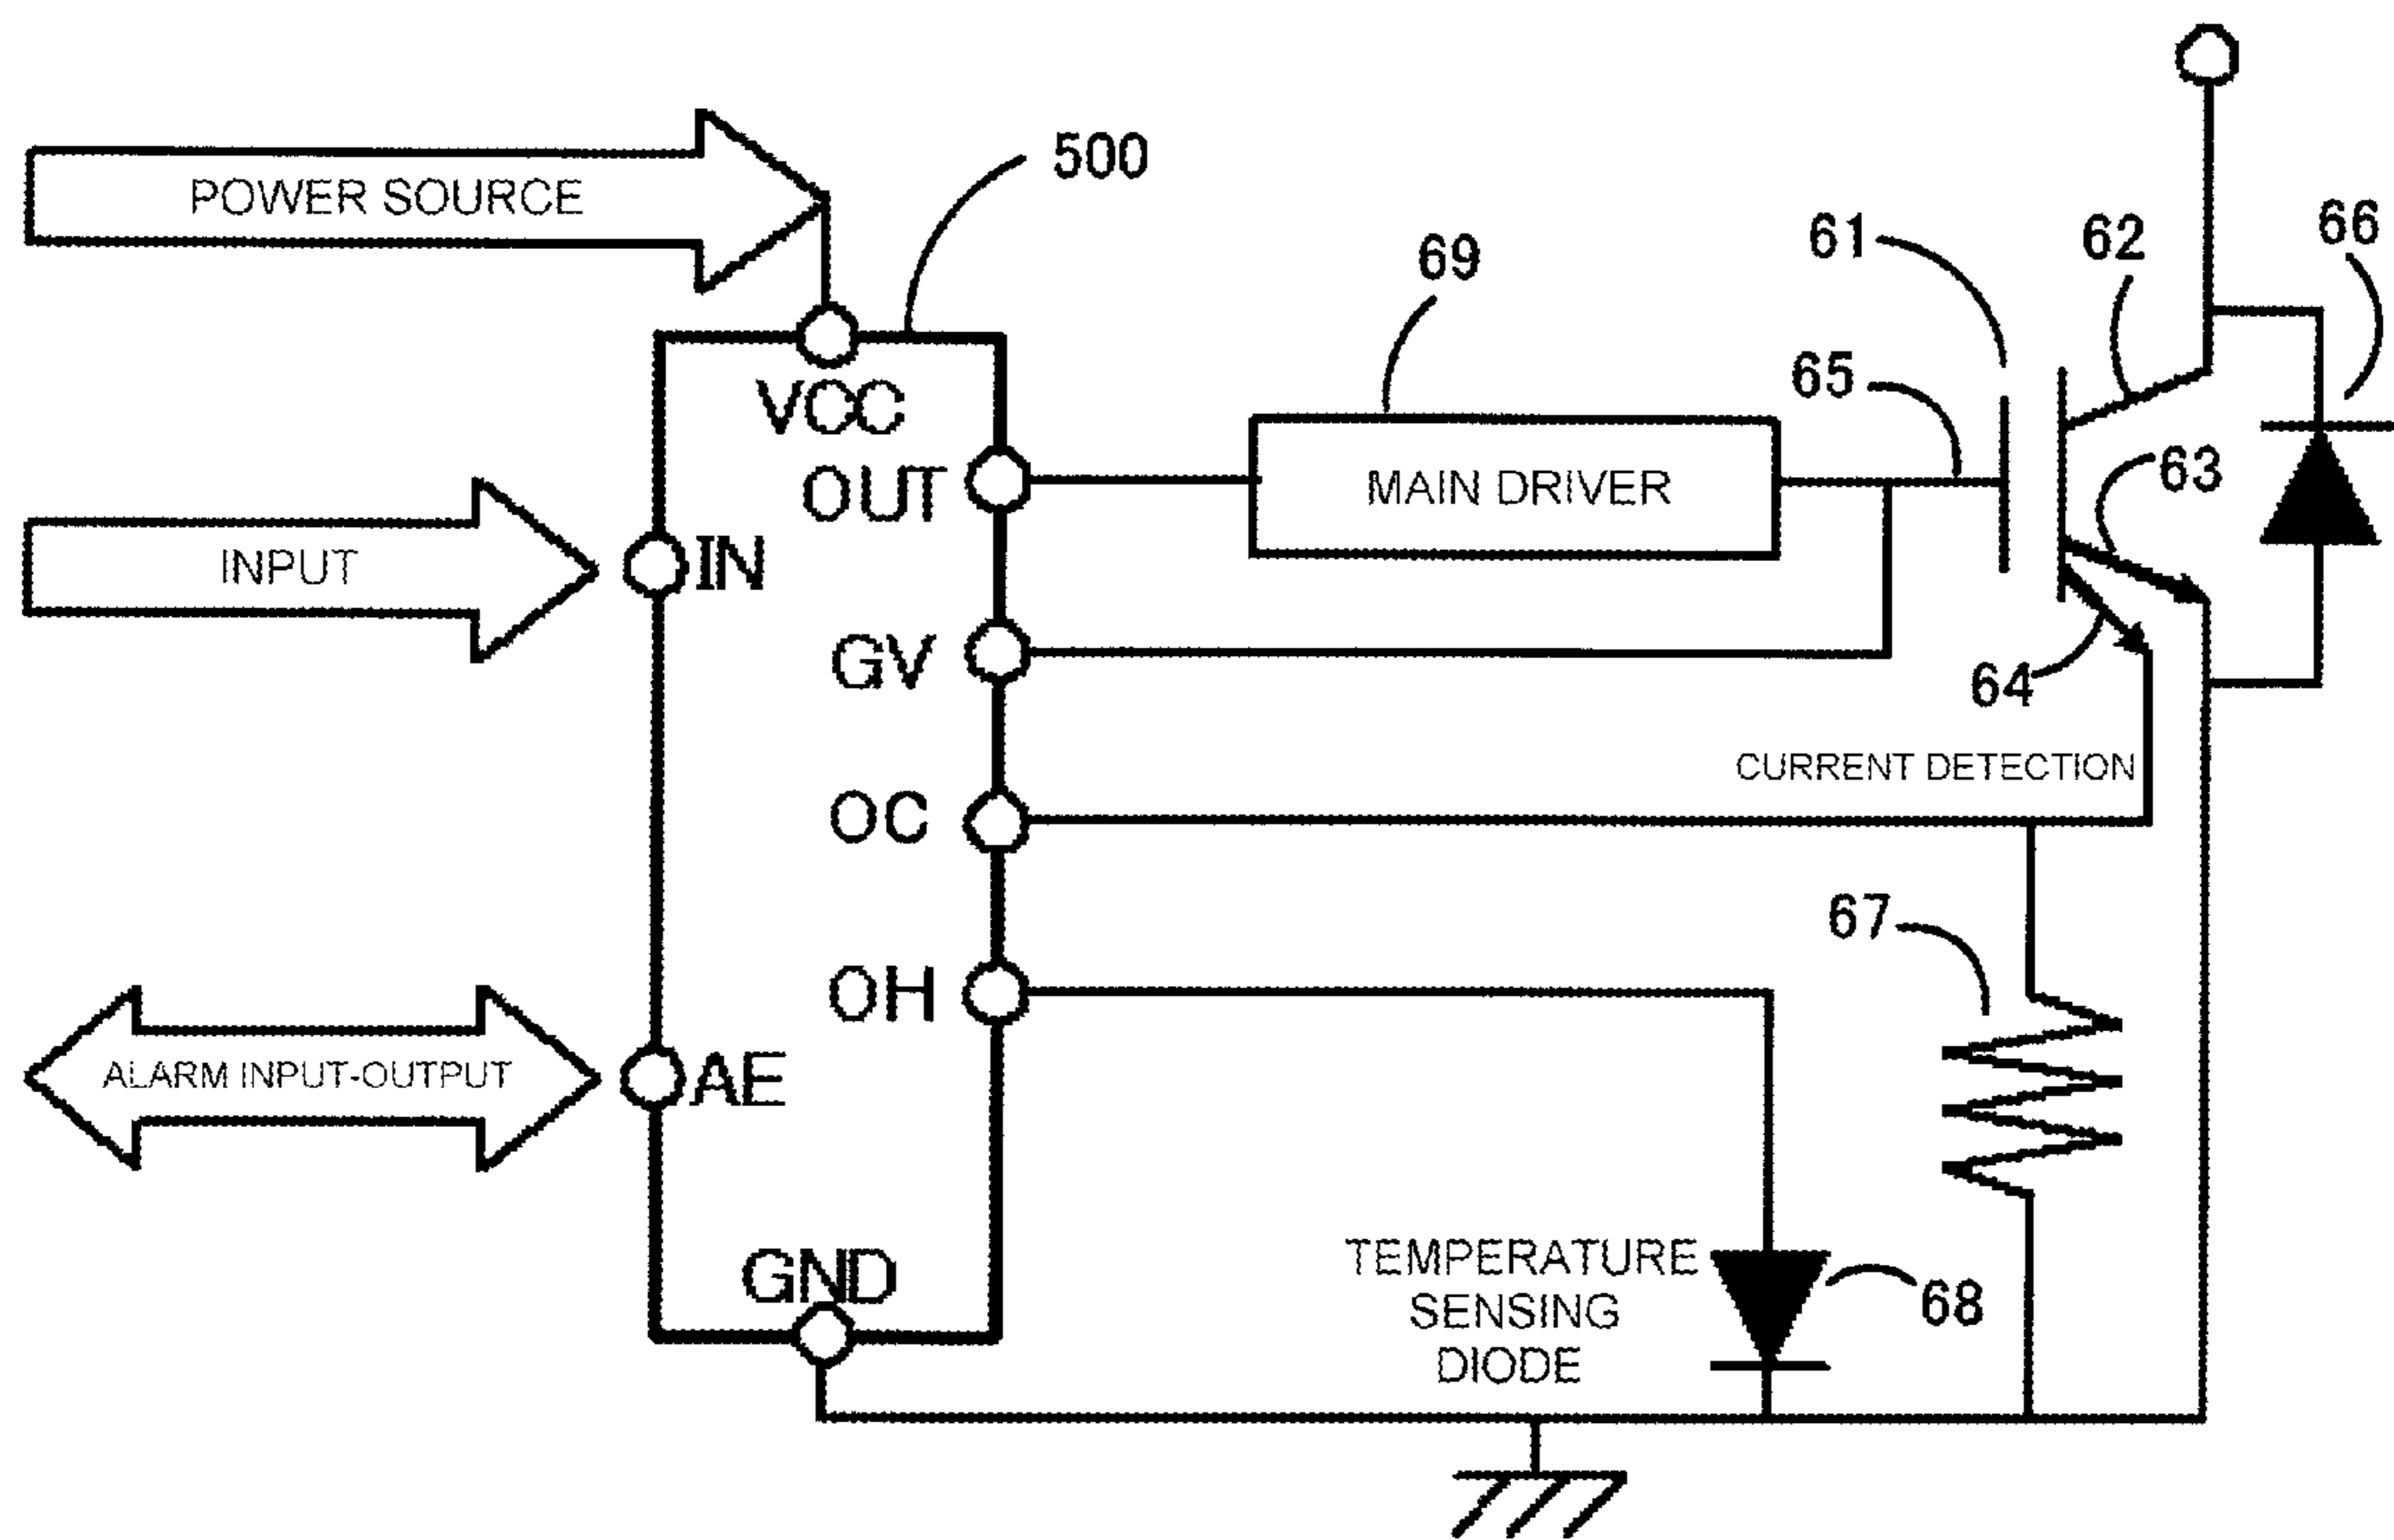 POWER SOURCE
500
69
61
62
66
VCC
65
OUT
MAIN DRIVER
63
INPUT
IN
GV
64
CURRENT DETECTION
OC
67
OH
ALARM INPUT-OUTPUT
AE
GND
TEMPERATURE
SENSING
DIODE
68